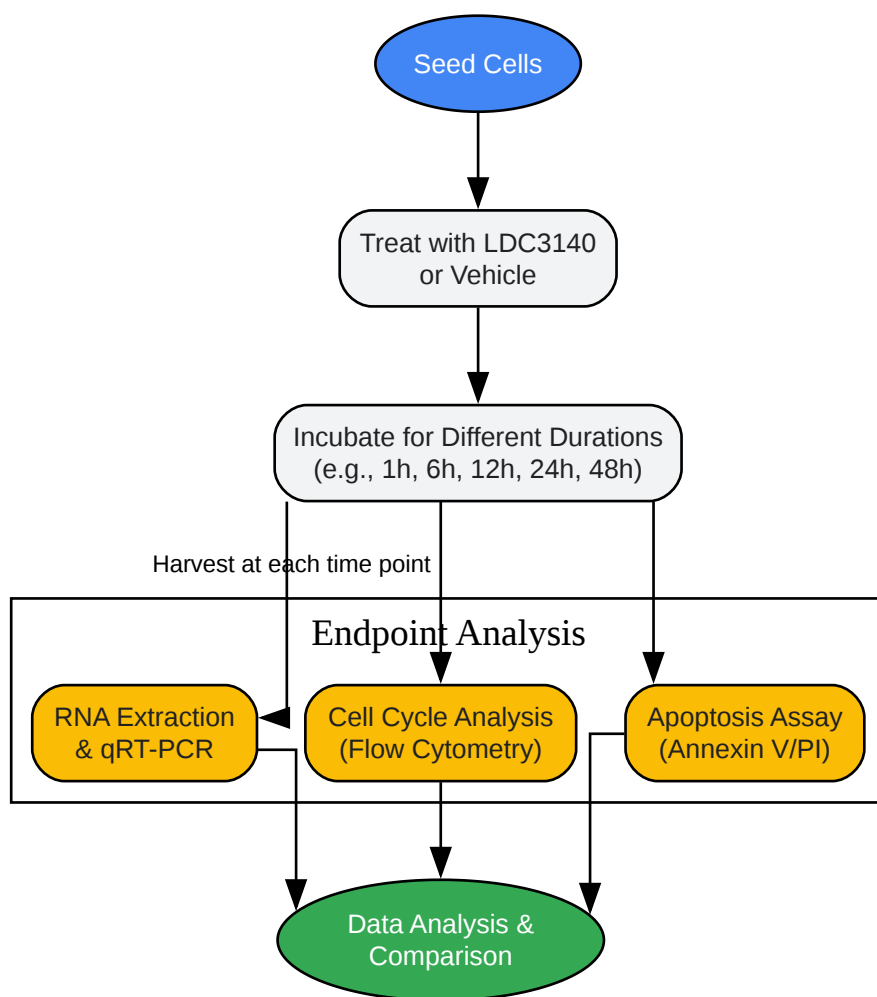 Seed Cells
Treat with LDC3140
or Vehicle
Incubate for Different Durations
(e.g., 1h, 6h, 12h, 24h, 48h)
Harvest at each time point
Endpoint Analysis
RNA Extraction
& qRT-PCR
Cell Cycle Analysis
(Flow Cytometry)
Apoptosis Assay
(Annexin V/PI)
Data Analysis &
Comparison